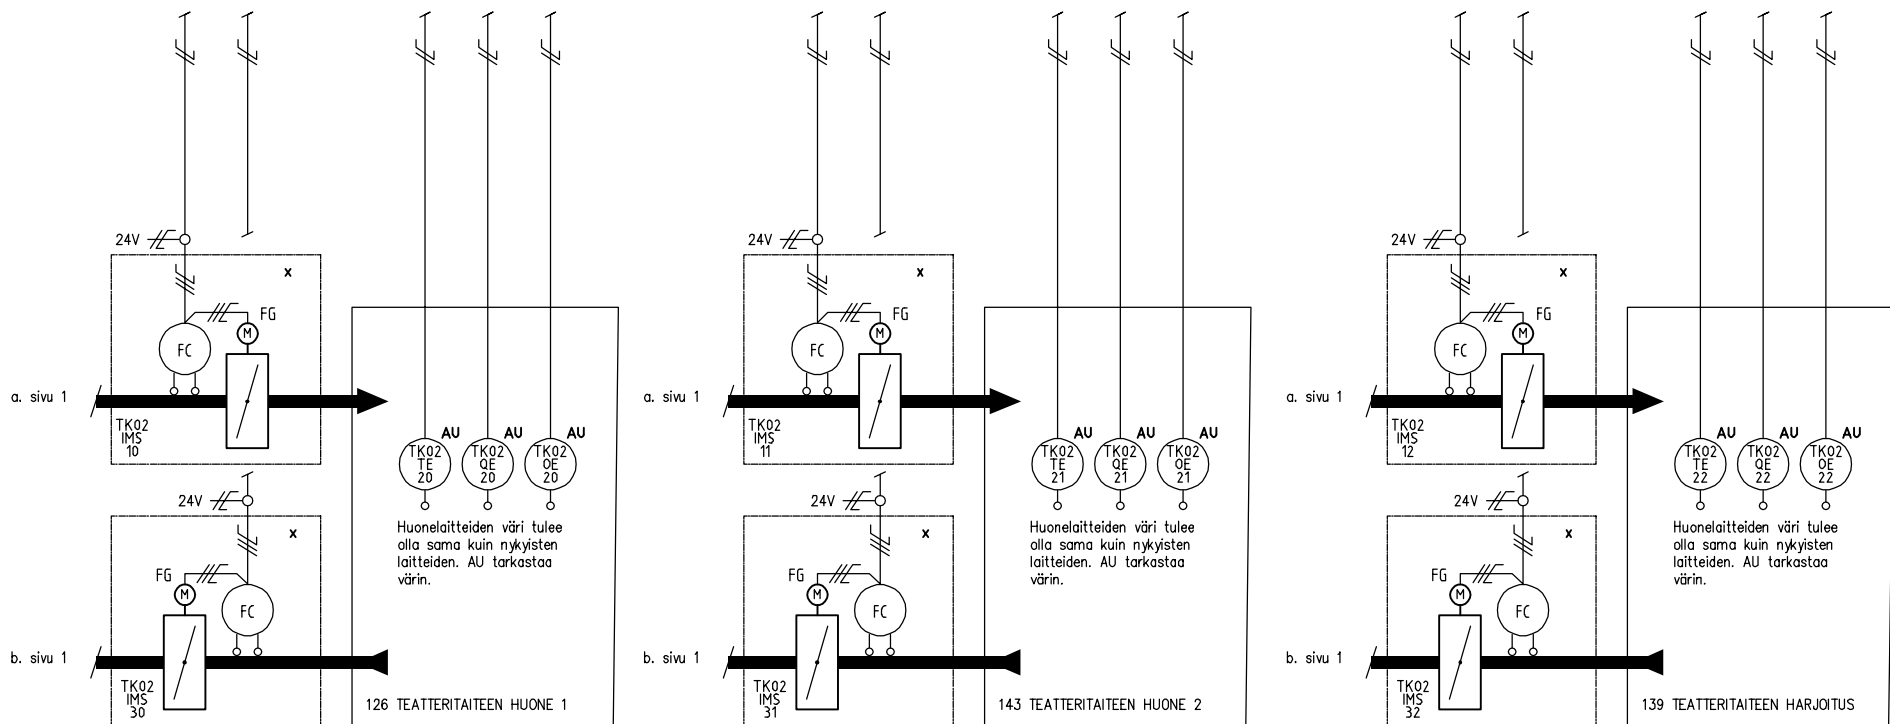 24V
x
FC
M
FG
a. sivu 1
TK02
IMS
10
AU
TK02
TE
20
AU
TK02
QE
20
AU
TK02
OE
20
Huonelaitteiden väri tulee
olla sama kuin nykyisten
laitteiden. AU tarkastaa
värin.
24V
x
FG
M
FC
b. sivu 1
TK02
IMS
30
126 TEATTERITAITEEN HUONE 1
24V
x
FC
M
FG
a. sivu 1
TK02
IMS
11
AU
TK02
TE
21
AU
TK02
QE
21
AU
TK02
OE
21
Huonelaitteiden väri tulee
olla sama kuin nykyisten
laitteiden. AU tarkastaa
värin.
24V
x
FG
M
FC
b. sivu 1
TK02
IMS
31
143 TEATTERITAITEEN HUONE 2
24V
x
FC
M
FG
a. sivu 1
TK02
IMS
12
AU
TK02
TE
22
AU
TK02
QE
22
AU
TK02
OE
22
Huonelaitteiden väri tulee
olla sama kuin nykyisten
laitteiden. AU tarkastaa
värin.
24V
x
FG
M
FC
b. sivu 1
TK02
IMS
32
139 TEATTERITAITEEN HARJOITUS